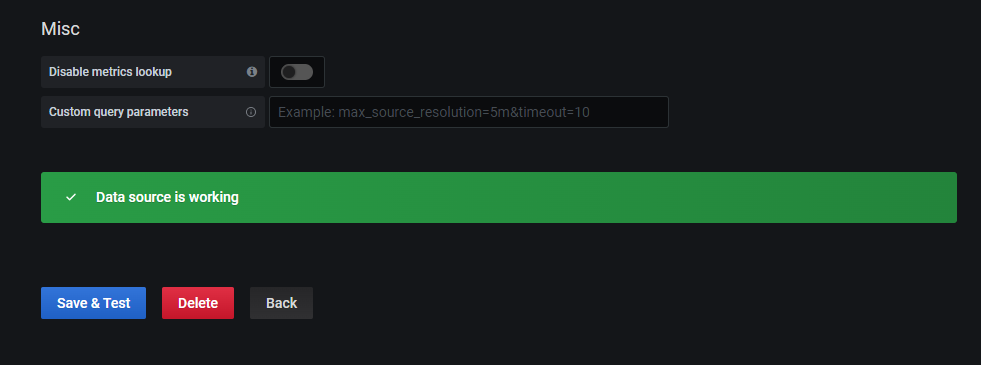 Misc
Disable metrics lookup
Custom query parameters
Example: max_source_resolution=5m&timeout=10
Data source is working
Save & Test
Delete
Back